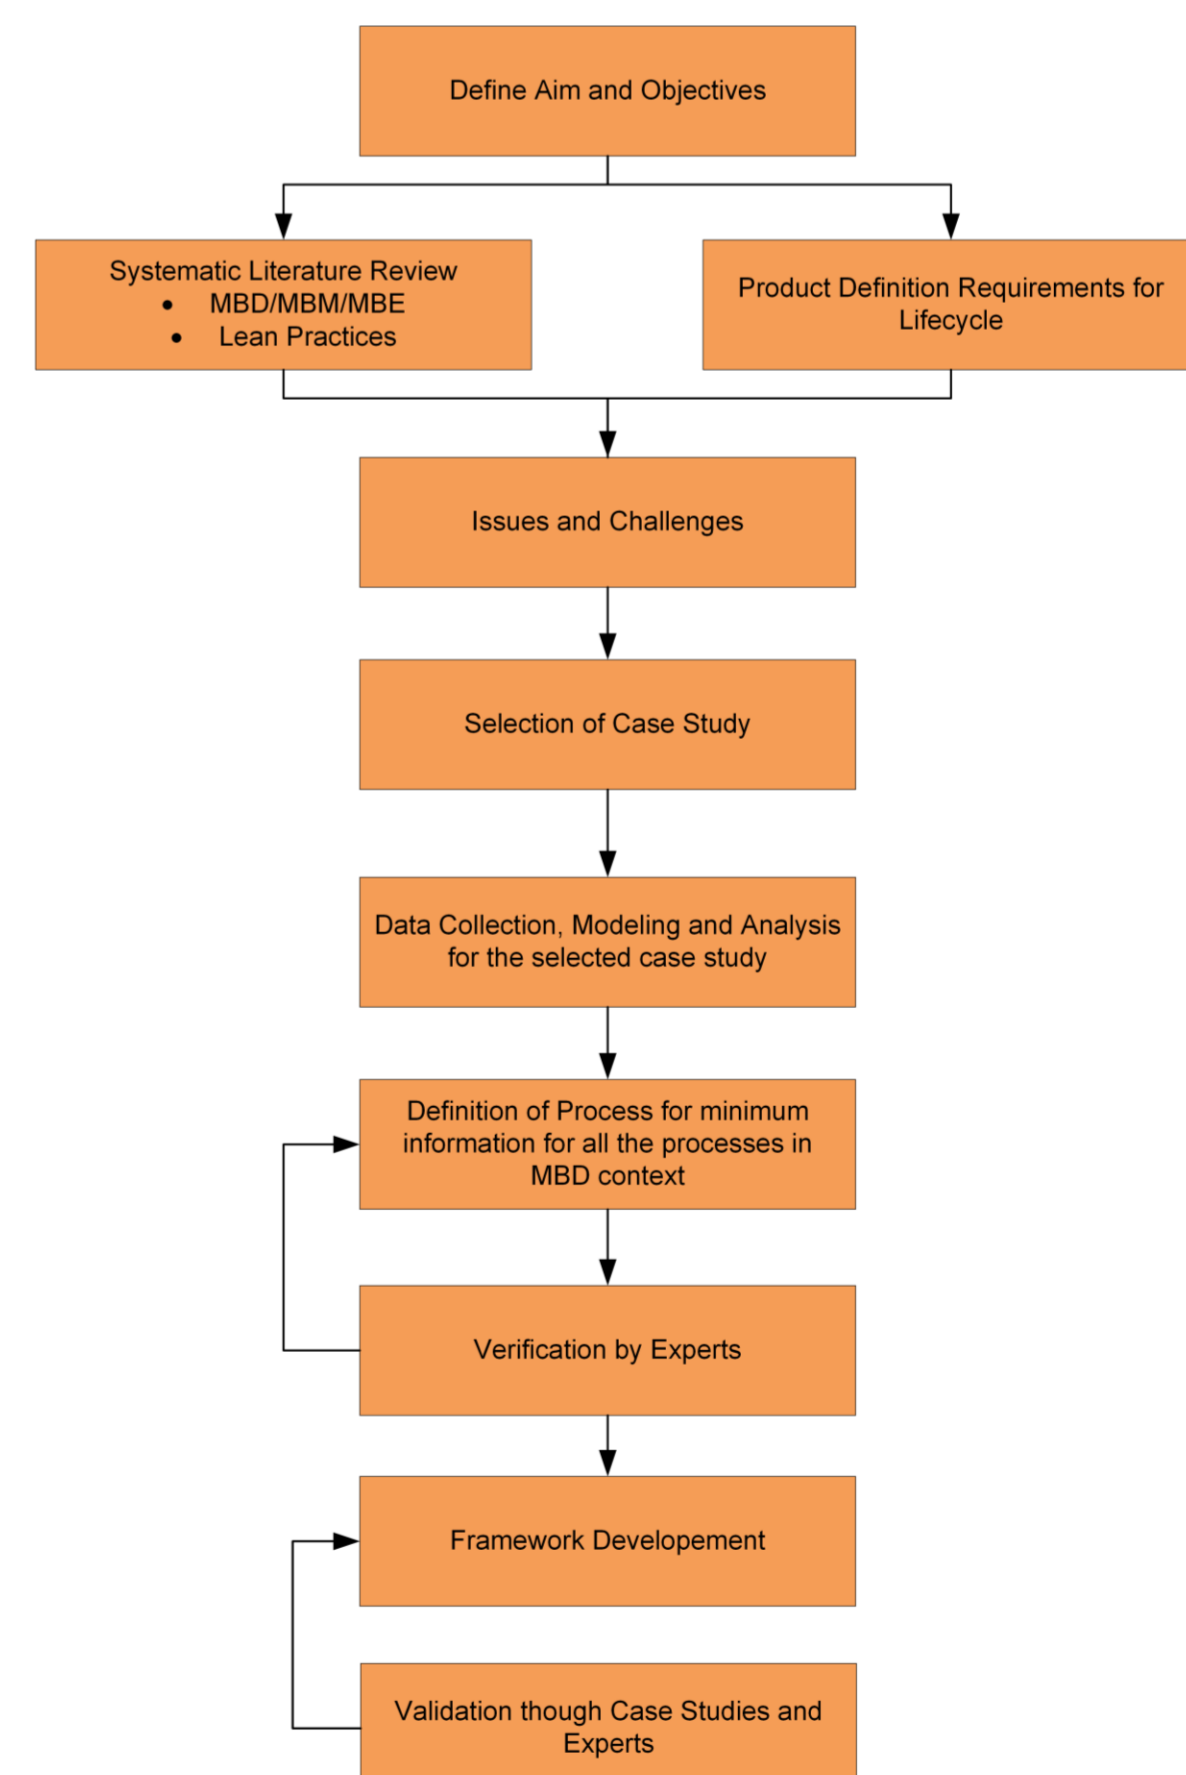 Define Aim and Objectives
Systematic Literature Review
• MBD/MBM/MBE
• Lean Practices
Product Definition Requirements for
Lifecycle
Issues and Challenges
Selection of Case Study
Data Collection, Modeling and Analysis
for the selected case study
Definition of Process for minimum
information for all the processes in
MBD context
Verification by Experts
Framework Developement
Validation though Case Studies and
Experts